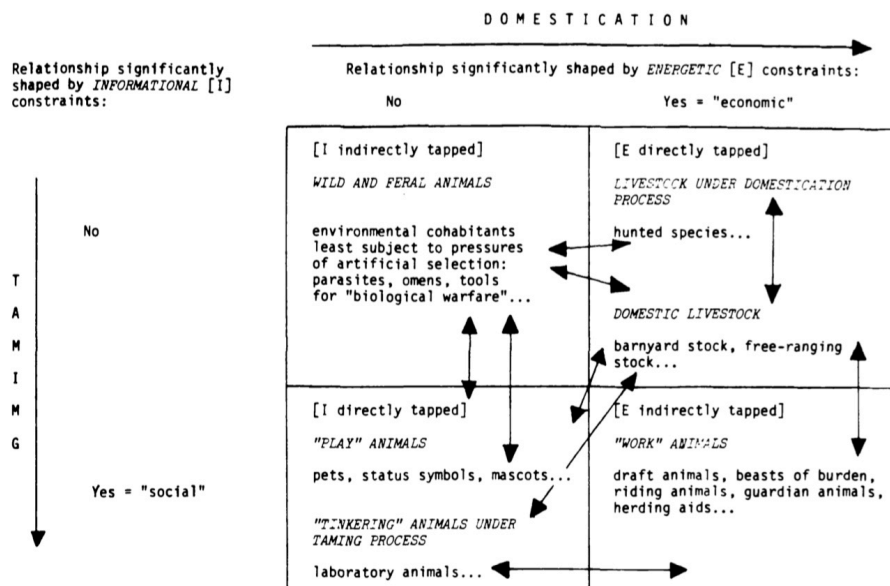 DOMESTICATION
Relationship significantly
shaped by INFORMATIONAL [I]
constraints:
Relationship significantly shaped by ENERGETIC [E] constraints:
No
Yes = "economic"
[I indirectly tapped]
WILD AND FERAL ANIMALS
environmental cohabitants
least subject to pressures
of artificial selection:
parasites, omens, tools
for "biological warfare"...
[E directly tapped]
LIVESTOCK UNDER DOMESTICATION
PROCESS
hunted species...
DOMESTIC LIVESTOCK
barnyard stock, free-ranging
stock...
No
TAMIMG
Yes = "social"
[I directly tapped]
"PLAY" ANIMALS
pets, status symbols, mascots...
"TINKERING" ANIMALS UNDER
TAMING PROCESS
laboratory animals...
[E indirectly tapped]
"WORK" ANIMALS
draft animals, beasts of burden,
riding animals, guardian animals,
herding aids...